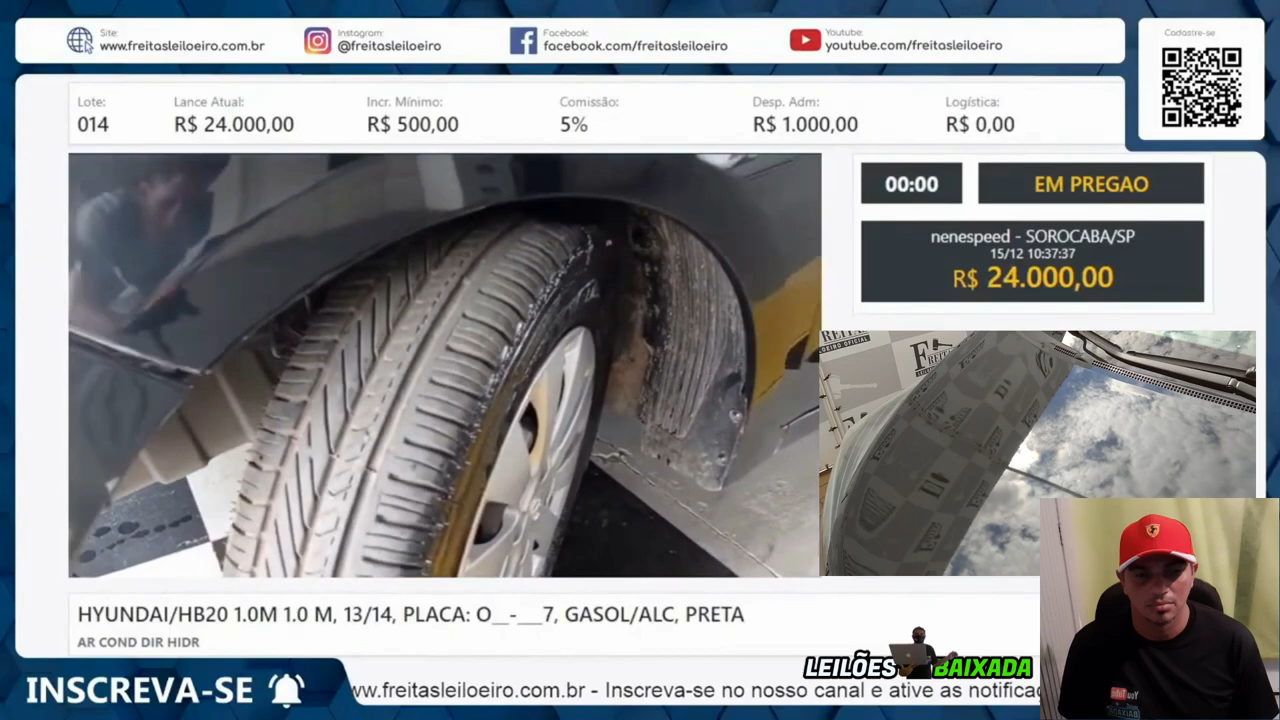 Site:
www.freitasleiloeiro.com.br
Instagram:
@freitasleiloeiro
Facebook:
facebook.com/freitasleiloeiro
Youtube:
youtube.com/freitasleiloeiro
Cadastre-se
Lote:
014
Lance Atual:
R$ 24.000,00
Incr. Mínimo:
R$ 500,00
Comissão:
5%
Desp. Adm:
R$ 1.000,00
Logística:
R$ 0,00
00:00
EM PREGAO
nenespeed - SOROCABA/SP
15/12 10:37:37
R$ 24.000,00
HYUNDAI/HB20 1.0M 1.0 M, 13/14, PLACA: O__-___7, GASOL/ALC, PRETA
AR COND DIR HIDR
LEILÕES BAIXADA
INSCREVA-SE
ww.freitasleiloeiro.com.br - Inscreva-se no nosso canal e ative as notifica